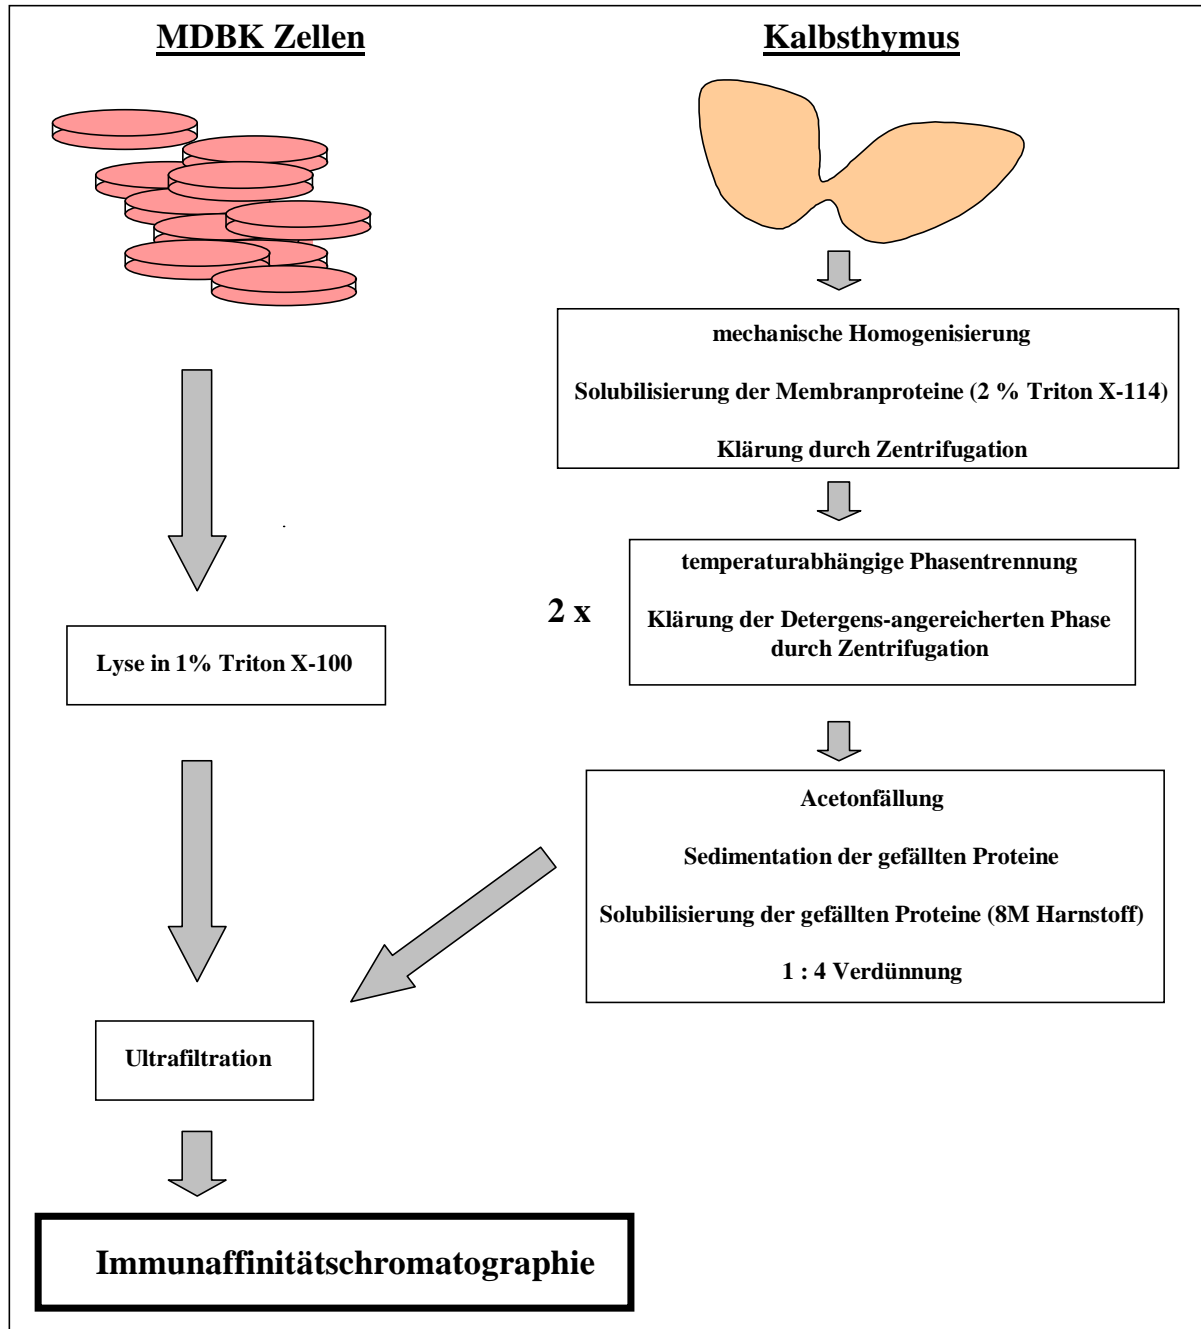 MDBK Zellen
Kalbsthymus
mechanische Homogenisierung
Solubilisierung der Membranproteine (2 % Triton X-114)
Klärung durch Zentrifugation
2 x
temperaturabhängige Phasentrennung
Klärung der Detergens-angereicherten Phase
durch Zentrifugation
Lyse in 1% Triton X-100
Acetonfällung
Sedimentation der gefällten Proteine
Solubilisierung der gefällten Proteine (8M Harnstoff)
1 : 4 Verdünnung
Ultrafiltration
Immunaffinitätschromatographie